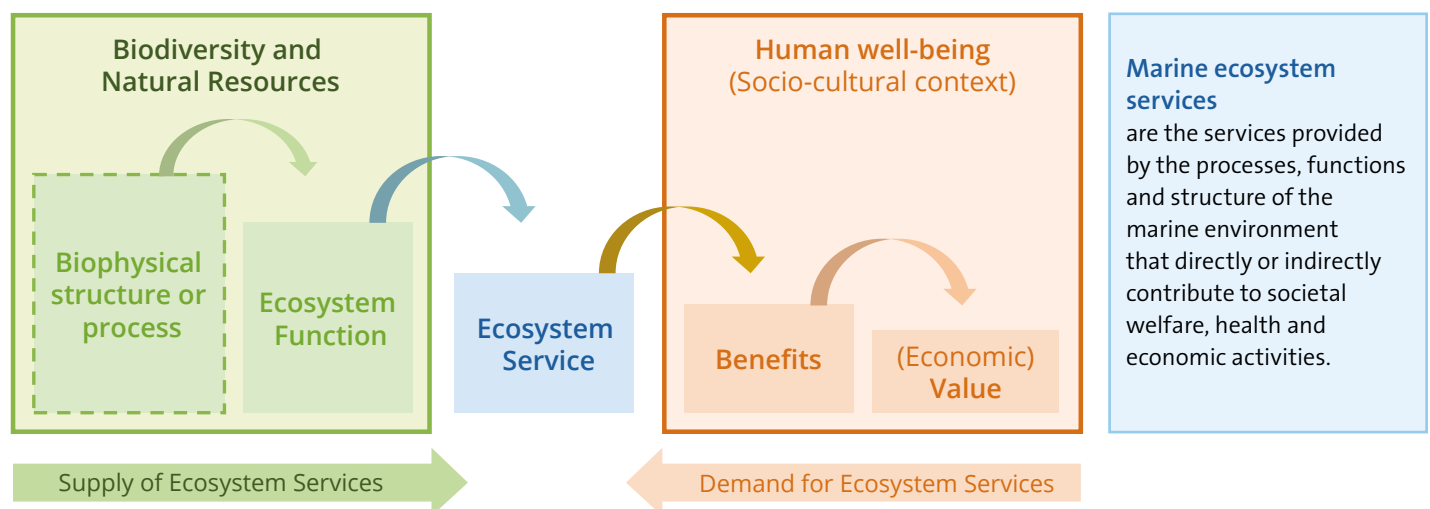 Biodiversity and
Natural Resources
Biophysical
structure or
process
Ecosystem
Function
Ecosystem
Service
Human well-being
(Socio-cultural context)
Benefits
(Economic)
Value
Marine ecosystem
services
are the services provided
by the processes, functions
and structure of the
marine environment
that directly or indirectly
contribute to societal
welfare, health and
economic activities.
Supply of Ecosystem Services
Demand for Ecosystem Services